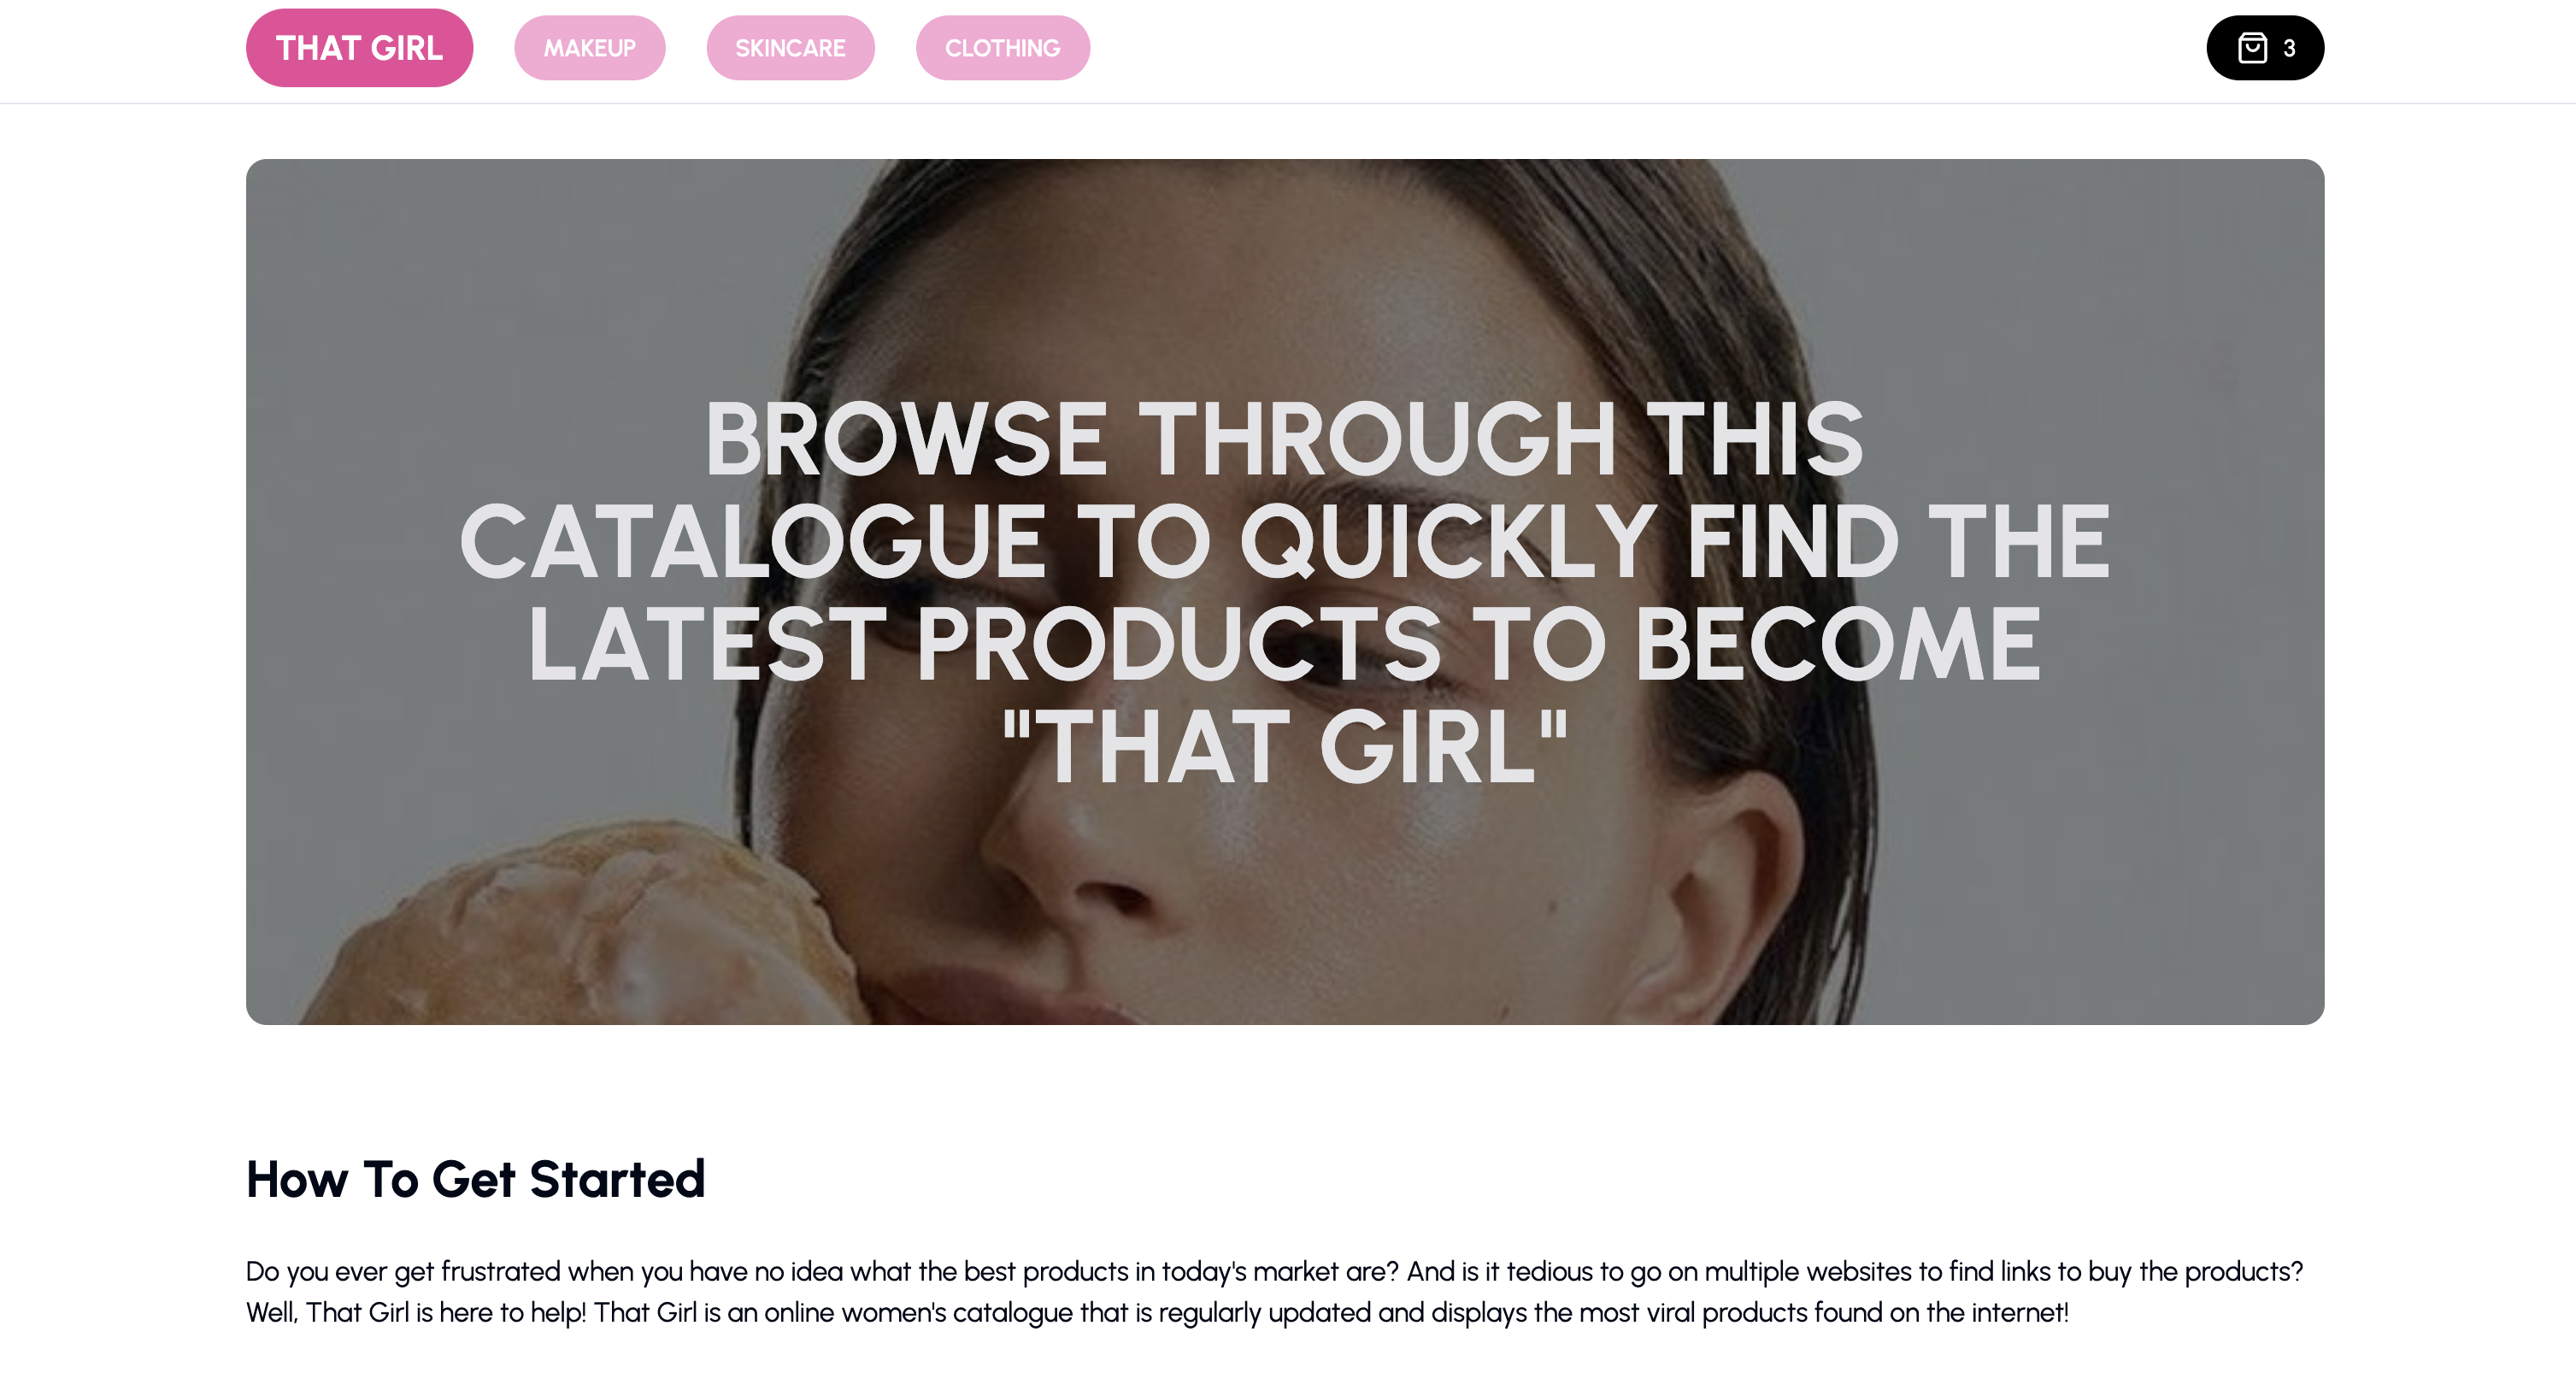 THAT GIRL
MAKEUP
SKINCARE
CLOTHING
3
BROWSE THROUGH THIS
CATALOGUE TO QUICKLY FIND THE
LATEST PRODUCTS TO BECOME
"THAT GIRL"
How To Get Started
Do you ever get frustrated when you have no idea what the best products in today's market are? And is it tedious to go on multiple websites to find links to buy the products?
Well, That Girl is here to help! That Girl is an online women's catalogue that is regularly updated and displays the most viral products found on the internet!